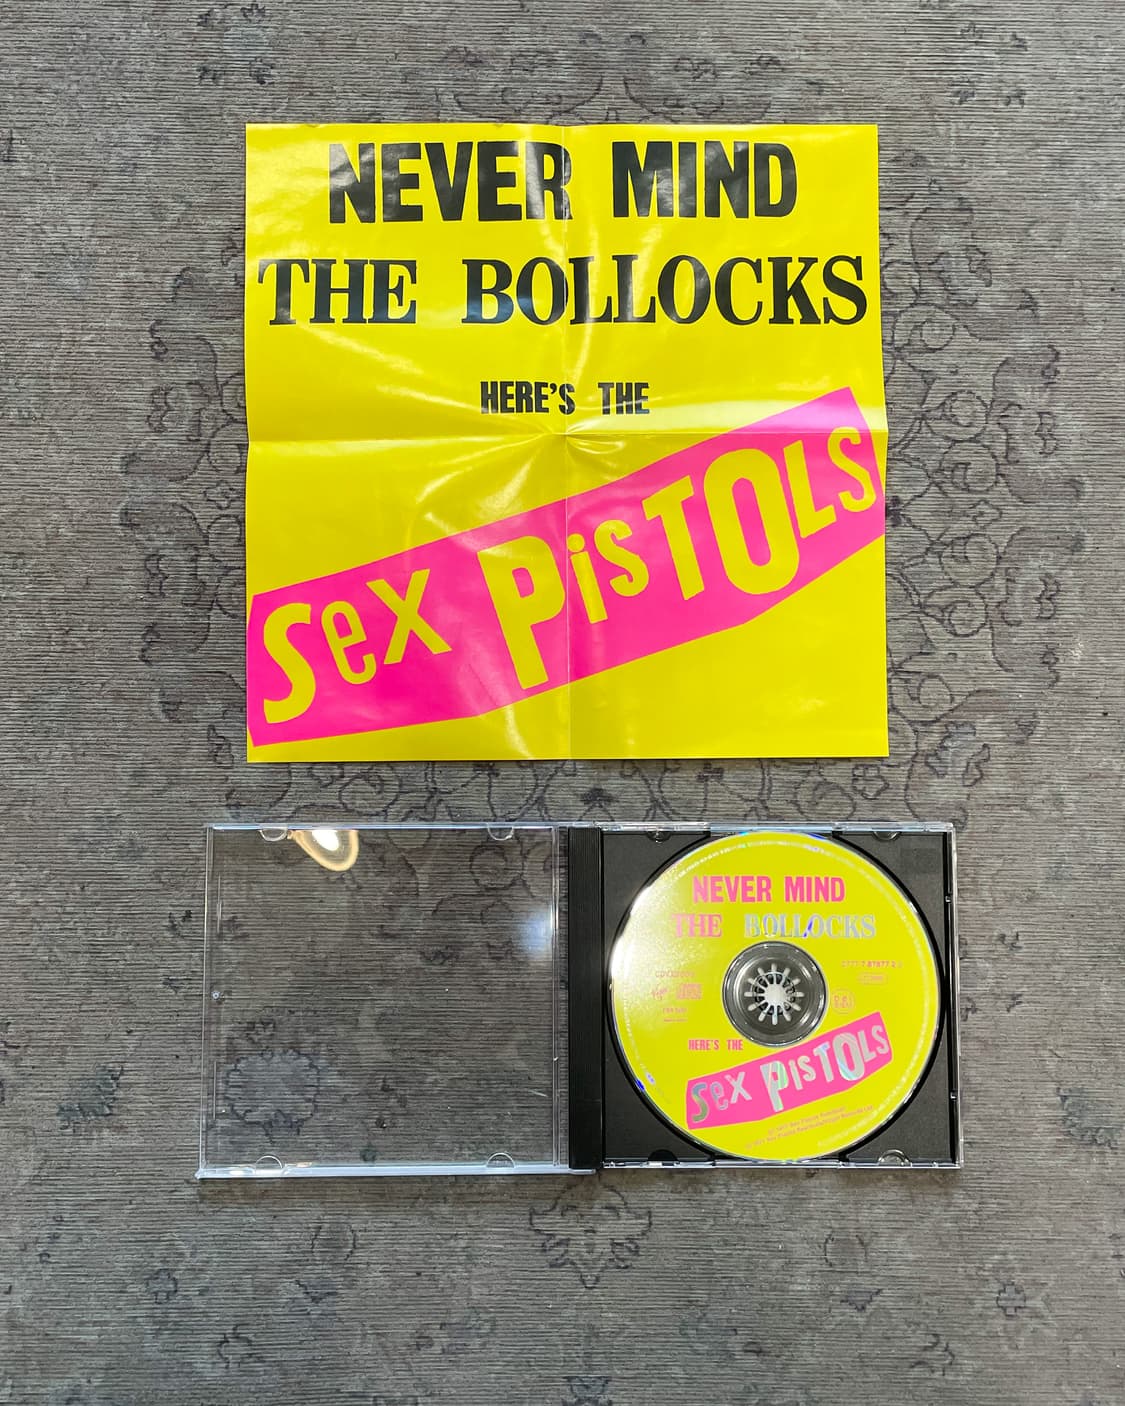 NEVER MIND
THE BOLLOCKS
HERE'S THE
Sex PiSTOLS
NEVER MIND
THE BOLLOCKS
HERE'S THE
Sex PiSTOLS